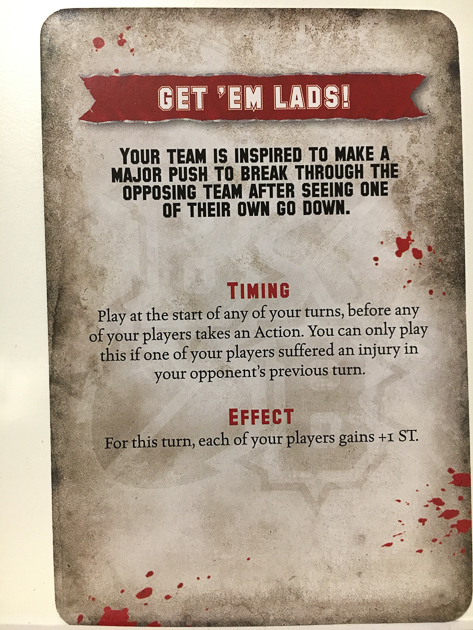 GET 'EM LADS!
YOUR TEAM IS INSPIRED TO MAKE A
MAJOR PUSH TO BREAK THROUGH THE
OPPOSING TEAM AFTER SEEING ONE
OF THEIR OWN GO DOWN.
TIMING
Play at the start of any of your turns, before any
of your players takes an Action. You can only play
this if one of your players suffered an injury in
your opponent's previous turn.
EFFECT
For this turn, each of your players gains +1 ST.